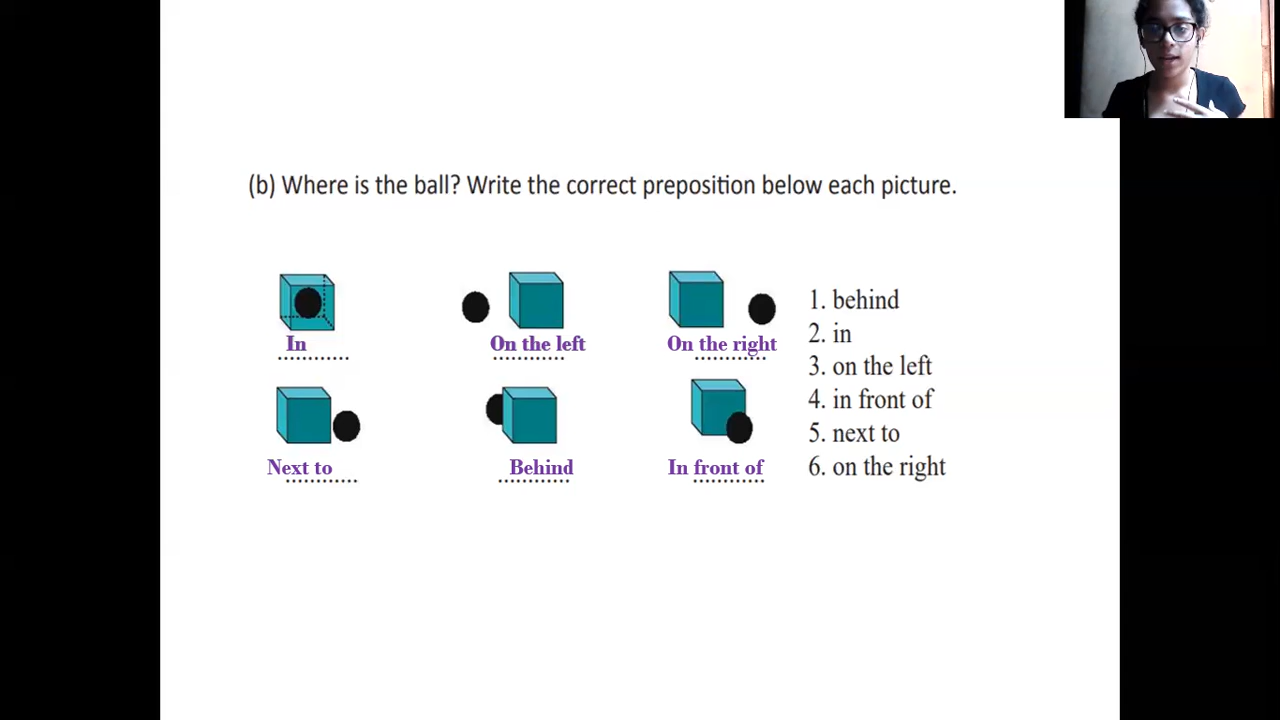 (b) Where is the ball? Write the correct preposition below each picture.
In
On the left
On the right
Next to
Behind
In front of
1. behind
2. in
3. on the left
4. in front of
5. next to
6. on the right